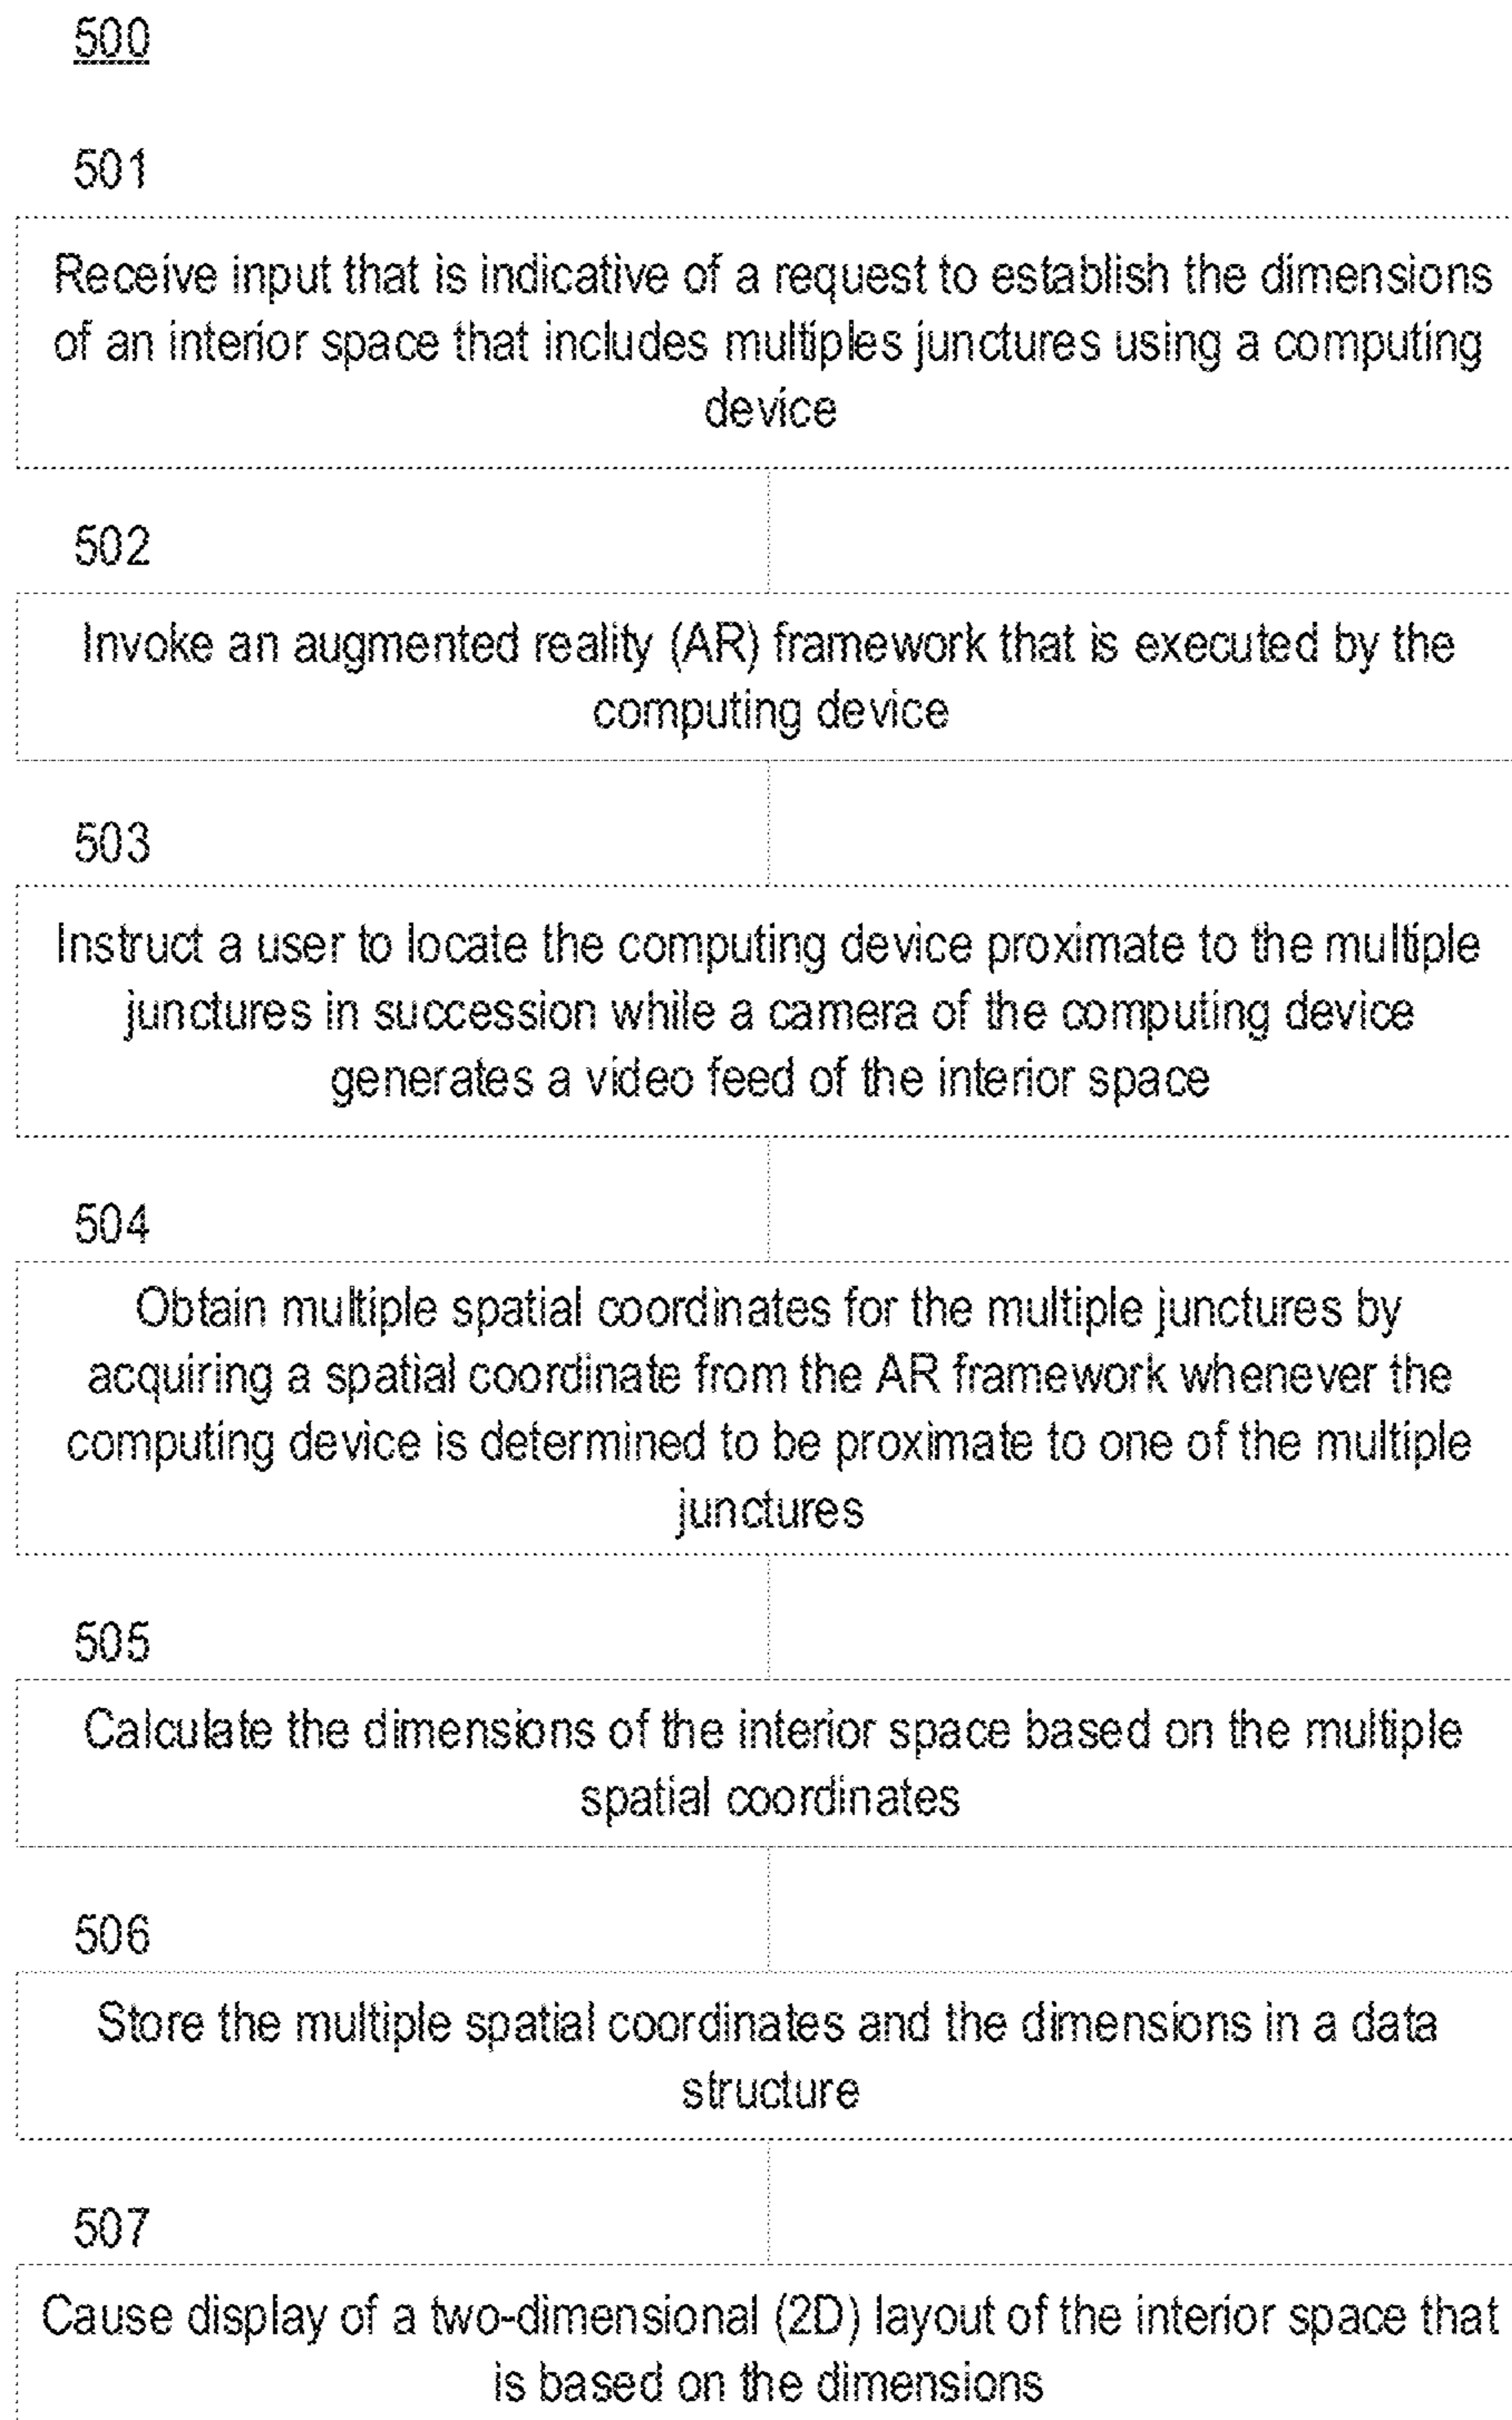 500
501
Receive input that is indicative of a request to establish the dimensions
of an interior space that includes multiples junctures using a computing
device
502
Invoke an augmented reality (AR) framework that is executed by the
computing device
503
Instruct a user to locate the computing device proximate to the multiple
junctures in succession while a camera of the computing device
generates a video feed of the interior space
504
Obtain multiple spatial coordinates for the multiple junctures by
acquiring a spatial coordinate from the AR framework whenever the
computing device is determined to be proximate to one of the multiple
junctures
505
Calculate the dimensions of the interior space based on the multiple
spatial coordinates
506
Store the multiple spatial coordinates and the dimensions in a data
structure
507
Cause display of a two-dimensional (2D) layout of the interior space that
is based on the dimensions